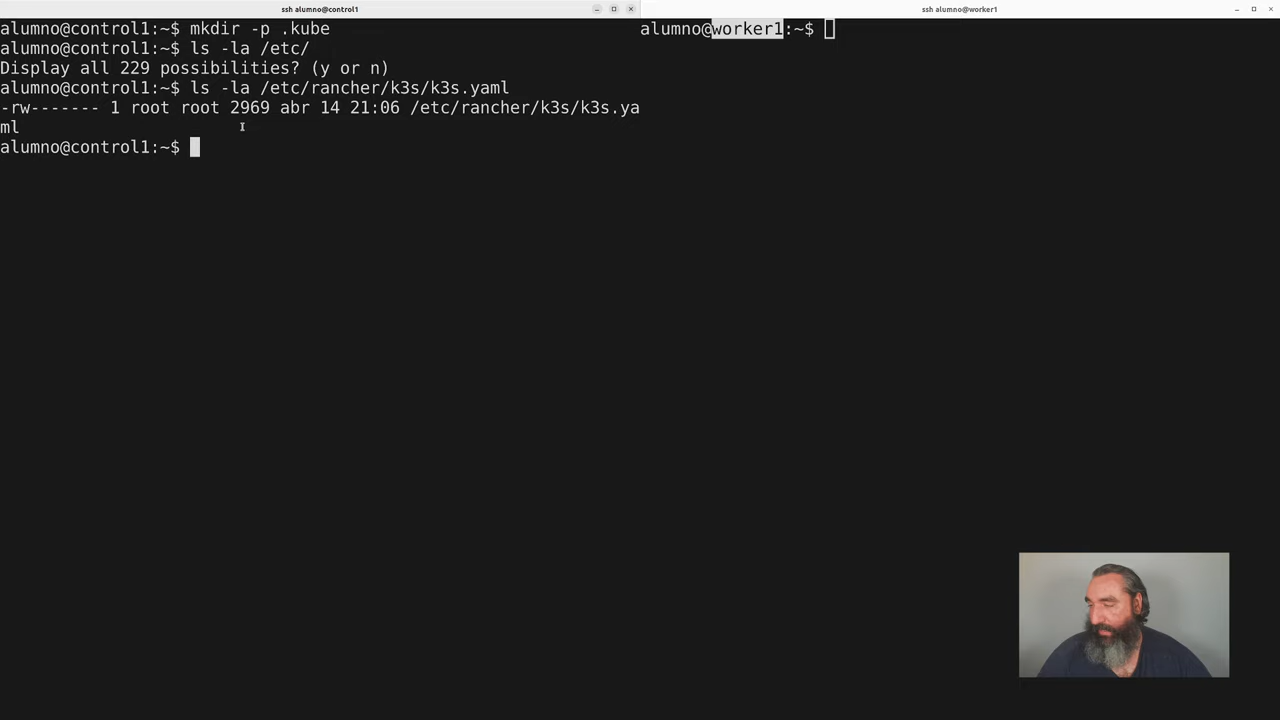 ssh alumno@control1
alumno@control1:~$ mkdir -p .kube
alumno@control1:~$ ls -la /etc/
Display all 229 possibilities? (y or n)
alumno@control1:~$ ls -la /etc/rancher/k3s/k3s.yaml
-rw------- 1 root root 2969 abr 14 21:06 /etc/rancher/k3s/k3s.ya
ml
alumno@control1:~$
ssh alumno@worker1
alumno@worker1:~$